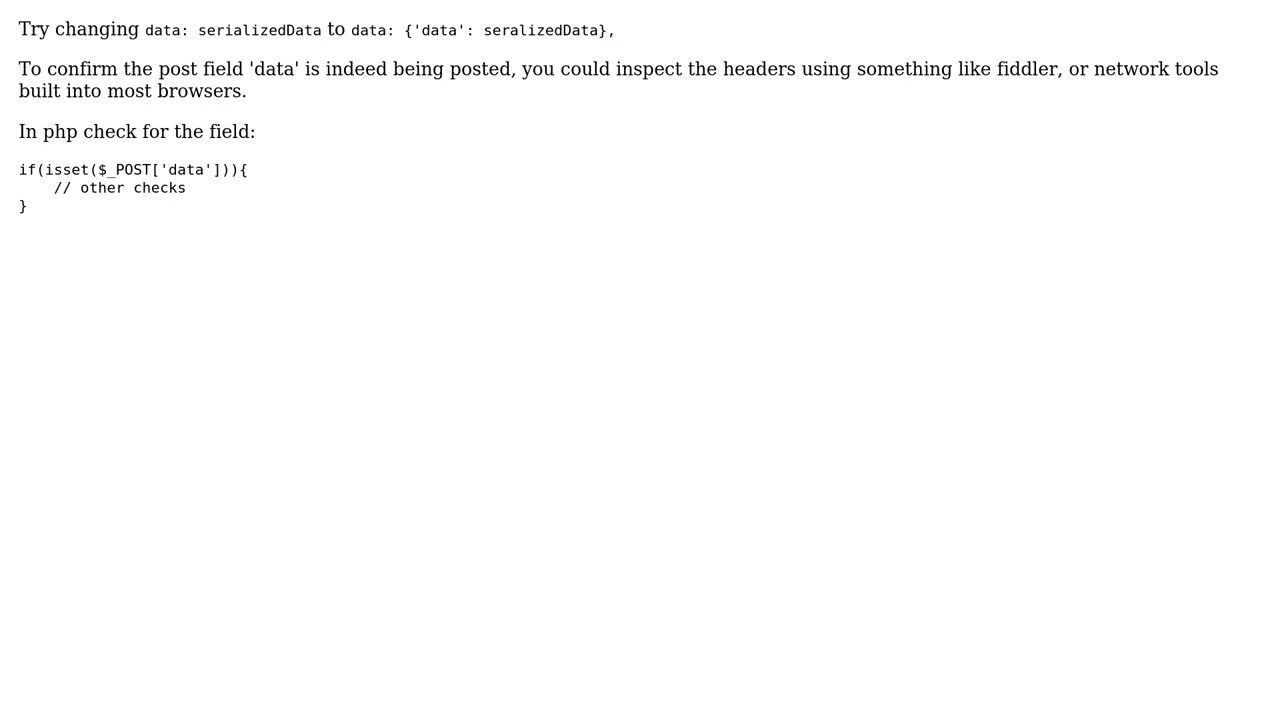 Try changing data: serializedData to data: {'data': seralizedData},
To confirm the post field 'data' is indeed being posted, you could inspect the headers using something like fiddler, or network tools
built into most browsers.
In php check for the field:
if(isset($_POST['data'])){
    // other checks
}